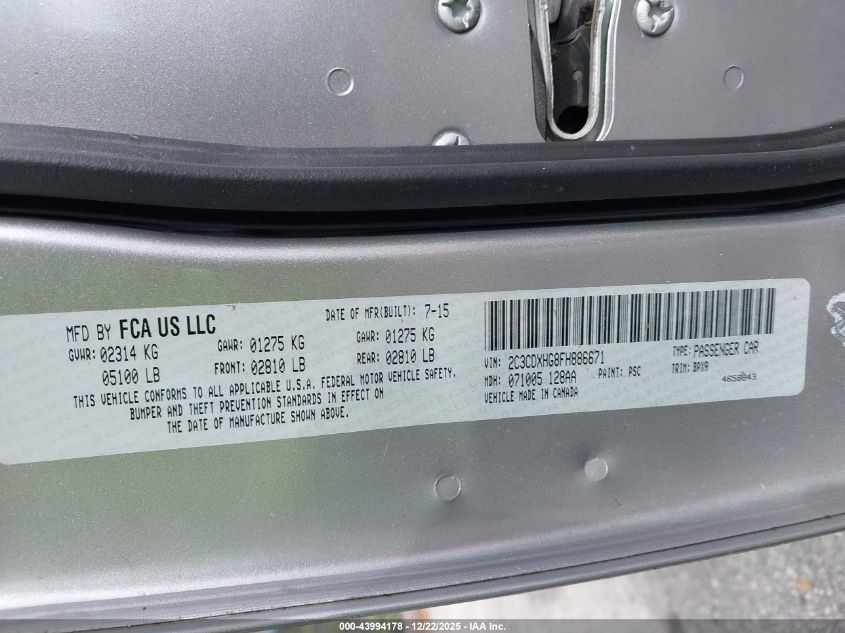 MFD BY FCA US LLC
DATE OF MFR(BUILT): 7-15
GVWR: 02314 KG
GAWR: 01275 KG
GAWR: 01275 KG
05100 LB
FRONT: 02810 LB
REAR: 02810 LB
THIS VEHICLE CONFORMS TO ALL APPLICABLE U.S.A. FEDERAL MOTOR VEHICLE SAFETY,
BUMPER AND THEFT PREVENTION STANDARDS IN EFFECT ON
THE DATE OF MANUFACTURE SHOWN ABOVE.
VIN: 2C3CDXHG8FH886671
TYPE: PASSENGER CAR
MDH: 071005 128AA
PAINT: PSC
TRIM: BPX9
VEHICLE MADE IN CANADA
4658843
000-43994178 - 12/22/2025 - IAA Inc.